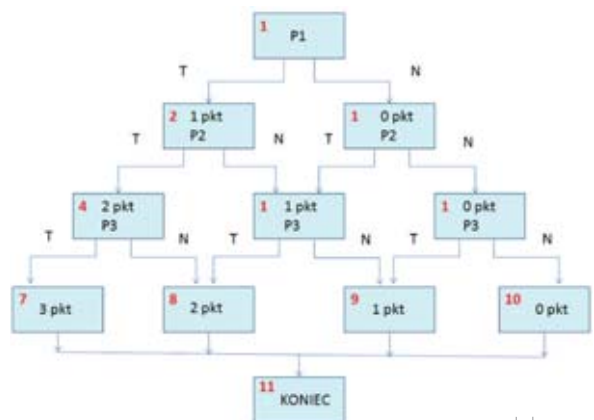 1
P1
T N
2 1 pkt
P2
1 0 pkt
P2
T N T N
4 2 pkt
P3
1 1 pkt
P3
1 0 pkt
P3
T N T N T N
7 3 pkt
8 2 pkt
9 1 pkt
10 0 pkt
11
KONIEC